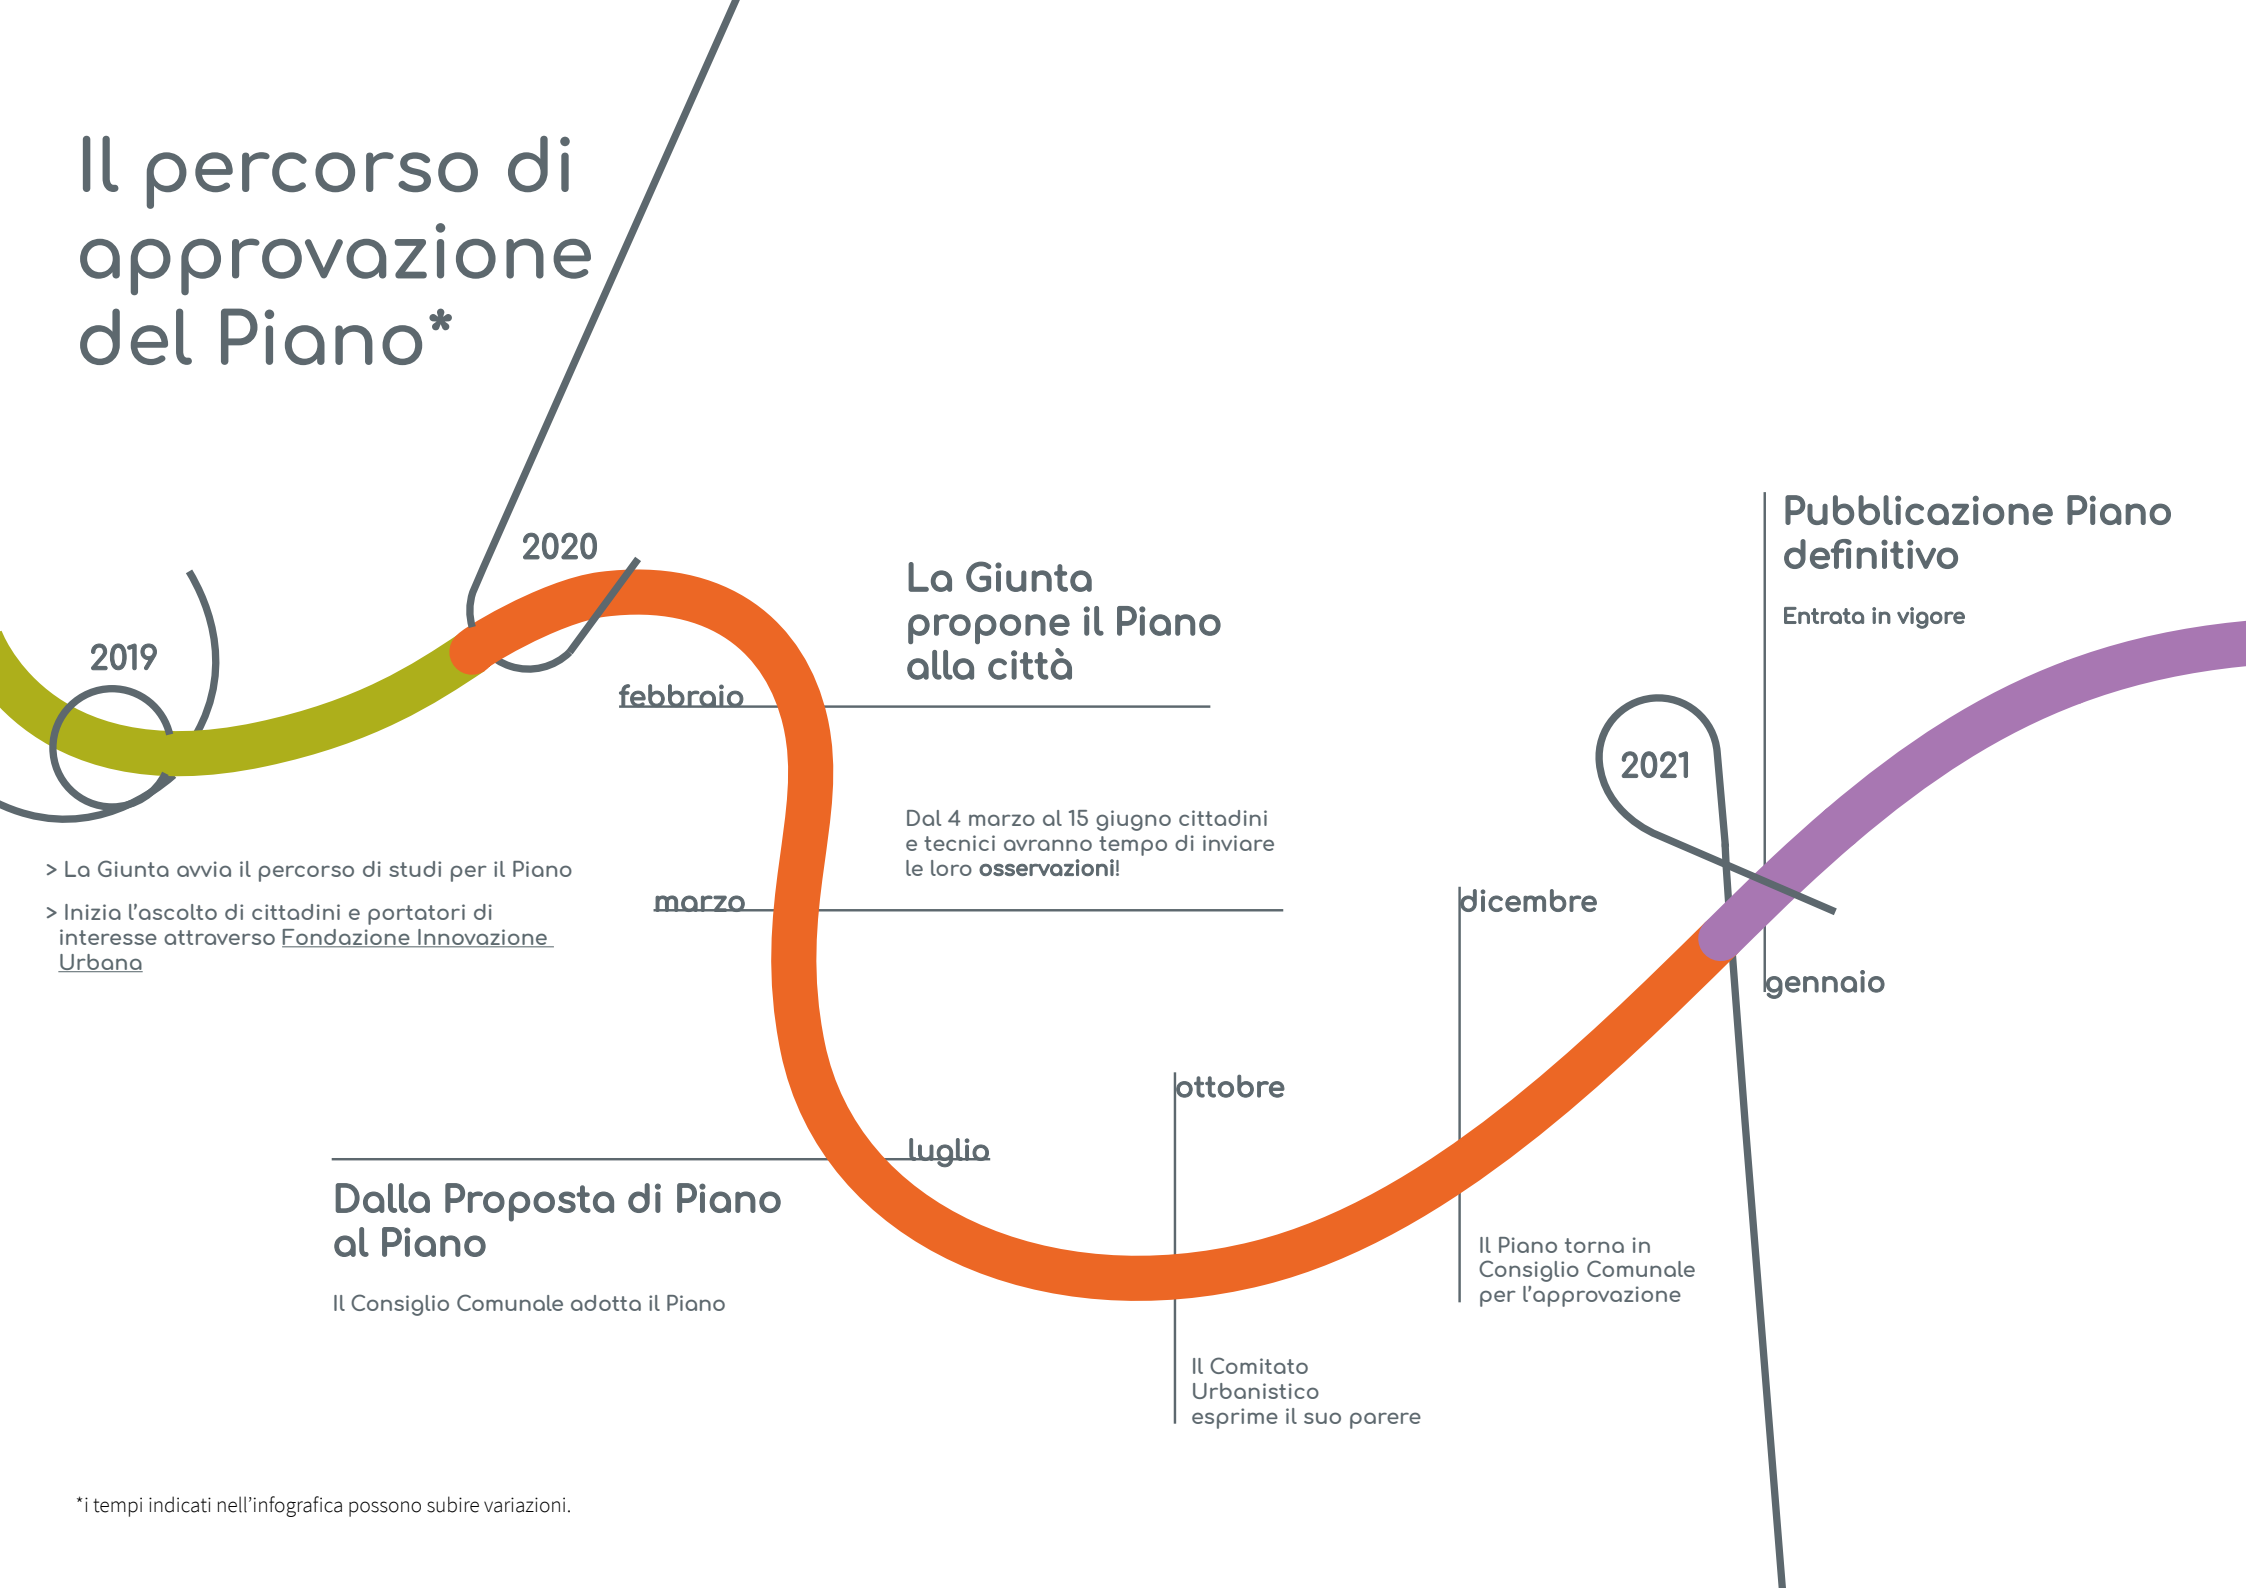 Il percorso di
approvazione
del Piano*
2019
> La Giunta avvia il percorso di studi per il Piano
> Inizia l’ascolto di cittadini e portatori di
interesse attraverso Fondazione Innovazione
Urbana
2020
febbraio
La Giunta
propone il Piano
alla città
marzo
Dal 4 marzo al 15 giugno cittadini
e tecnici avranno tempo di inviare
le loro osservazioni!
luglio
Dalla Proposta di Piano
al Piano
Il Consiglio Comunale adotta il Piano
ottobre
Il Comitato
Urbanistico
esprime il suo parere
dicembre
Il Piano torna in
Consiglio Comunale
per l’approvazione
2021
gennaio
Pubblicazione Piano
definitivo
Entrata in vigore
*i tempi indicati nell’infografica possono subire variazioni.